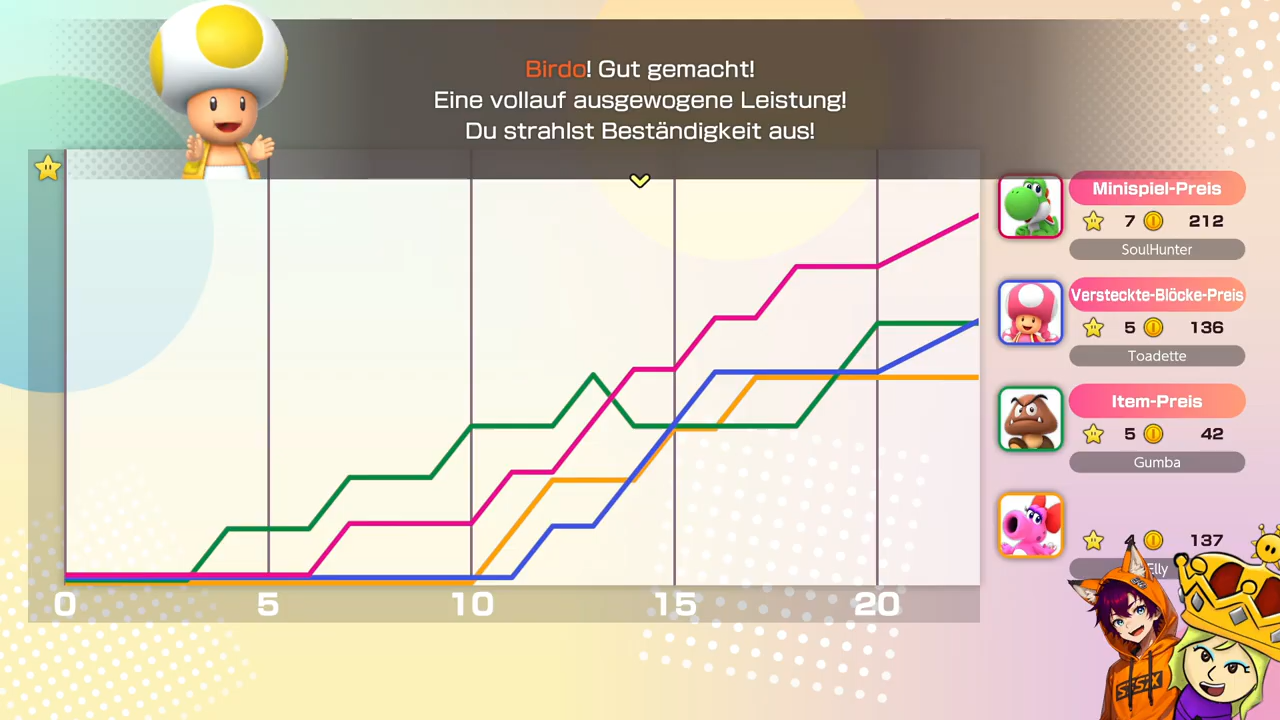 Birdo! Gut gemacht!
Eine vollauf ausgewogene Leistung!
Du strahlst Beständigkeit aus!
Minispiel-Preis
7 212
SoulHunter
Versteckte-Blöcke-Preis
5 136
Toadette
Item-Preis
5 42
Gumba
4 137
0 5 10 15 20